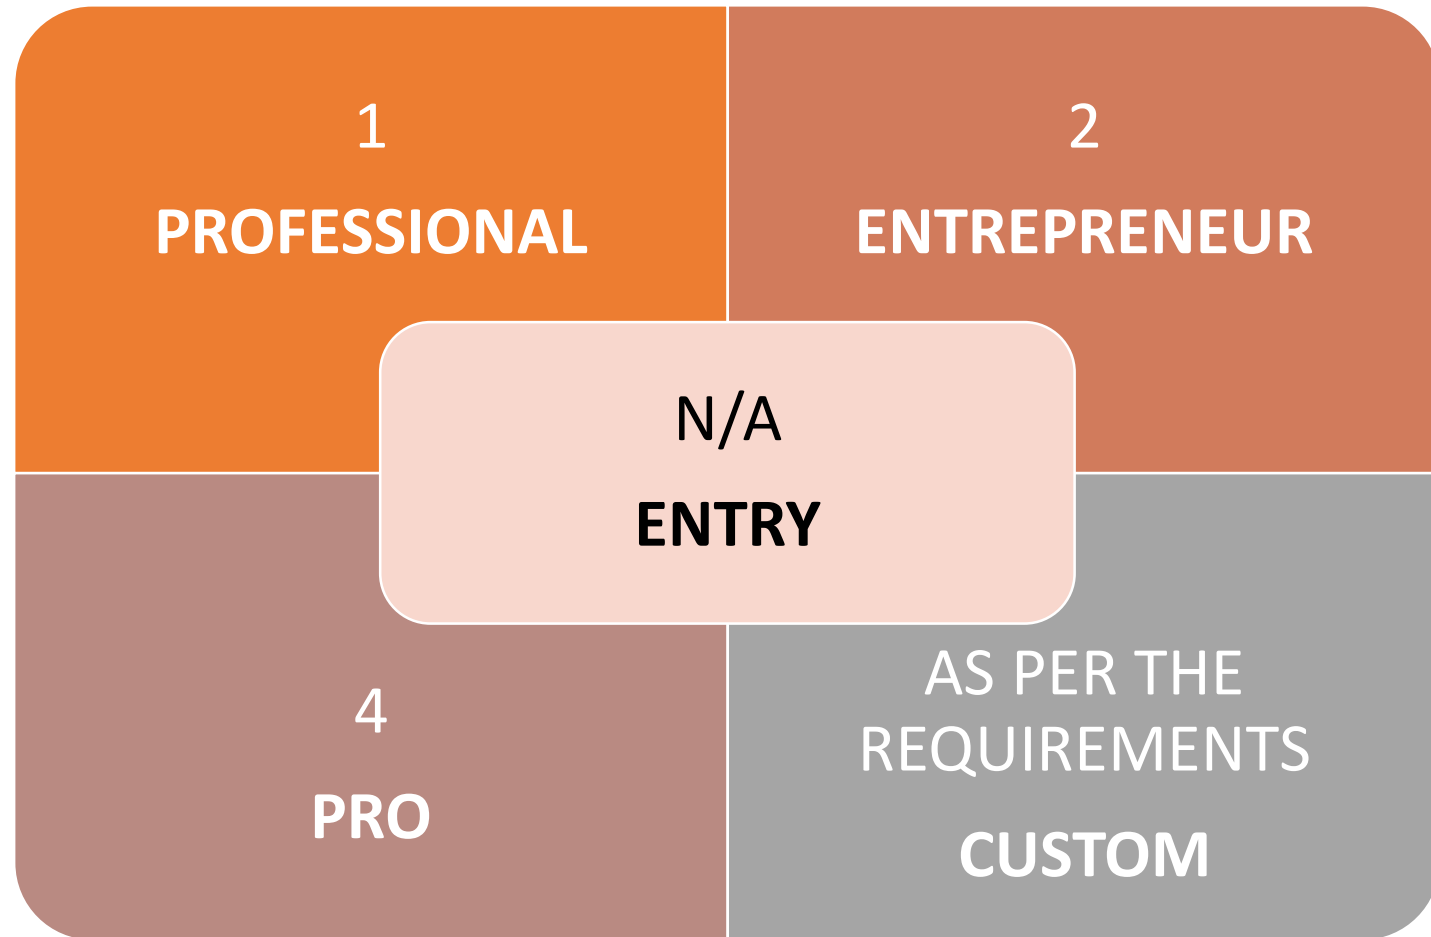 1
PROFESSIONAL
2
ENTREPRENEUR
N/A
ENTRY
4
PRO
AS PER THE
REQUIREMENTS
CUSTOM